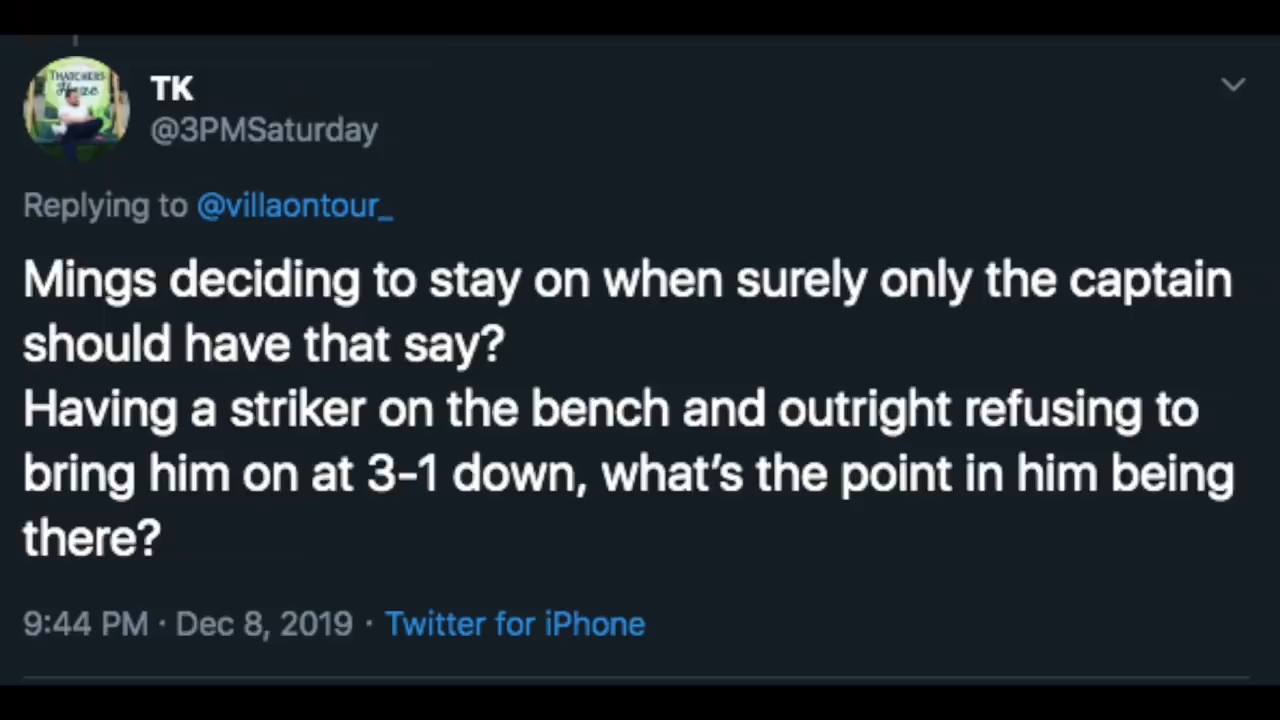 THATCHERS
Haze
TK
@3PMSaturday
Replying to @villaontour_
Mings deciding to stay on when surely only the captain
should have that say?
Having a striker on the bench and outright refusing to
bring him on at 3-1 down, what's the point in him being
there?
9:44 PM · Dec 8, 2019 · Twitter for iPhone